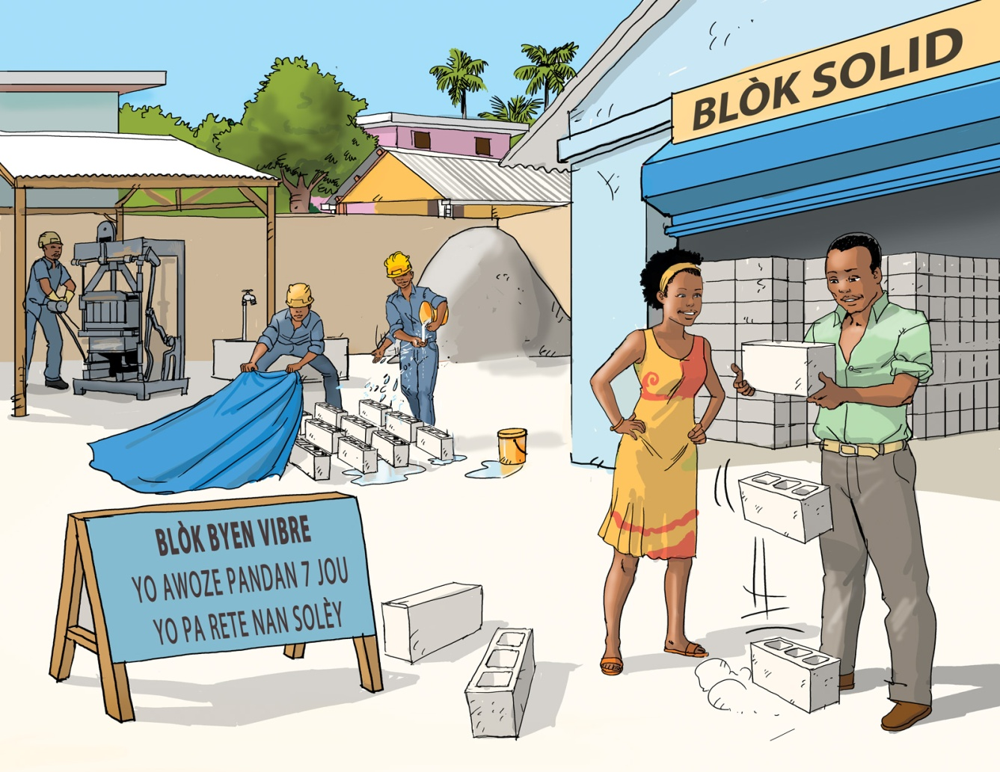 BLÒK SOLID
BLÒK BYEN VIBRE
YO AWOZE PANDAN 7 JOU
YO PA RETE NAN SOLÈY